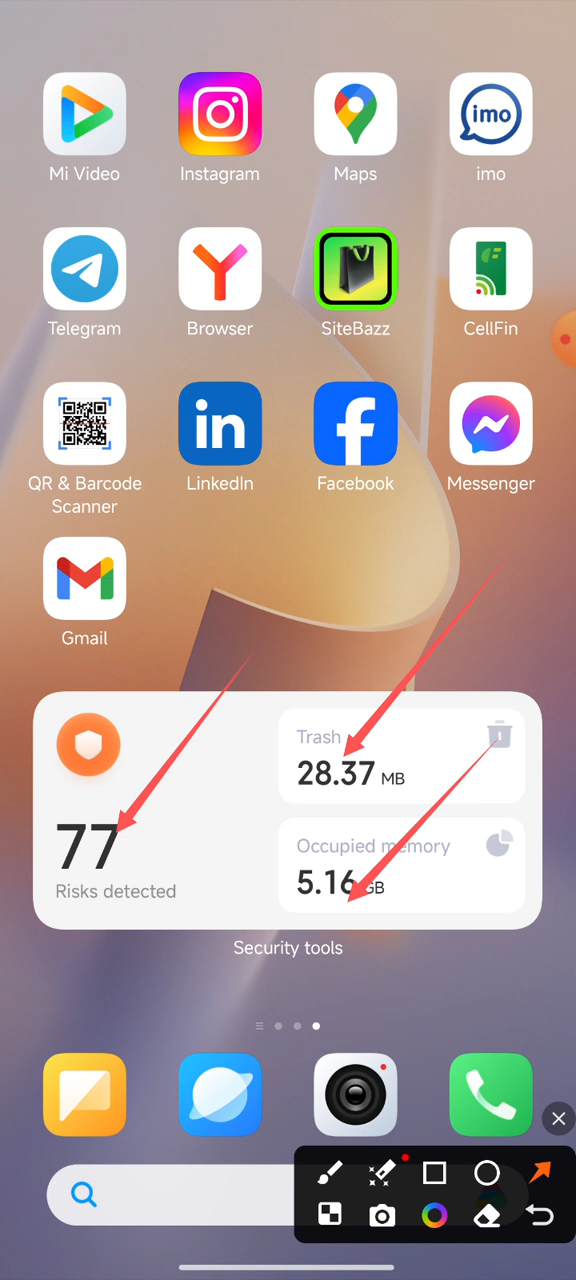 Mi Video
Instagram
Maps
imo
imo
Telegram
Browser
SiteBazz
CellFin
QR & Barcode
Scanner
LinkedIn
Facebook
Messenger
Gmail
Trash
28.37 MB
77
Risks detected
Occupied memory
5.16 GB
Security tools